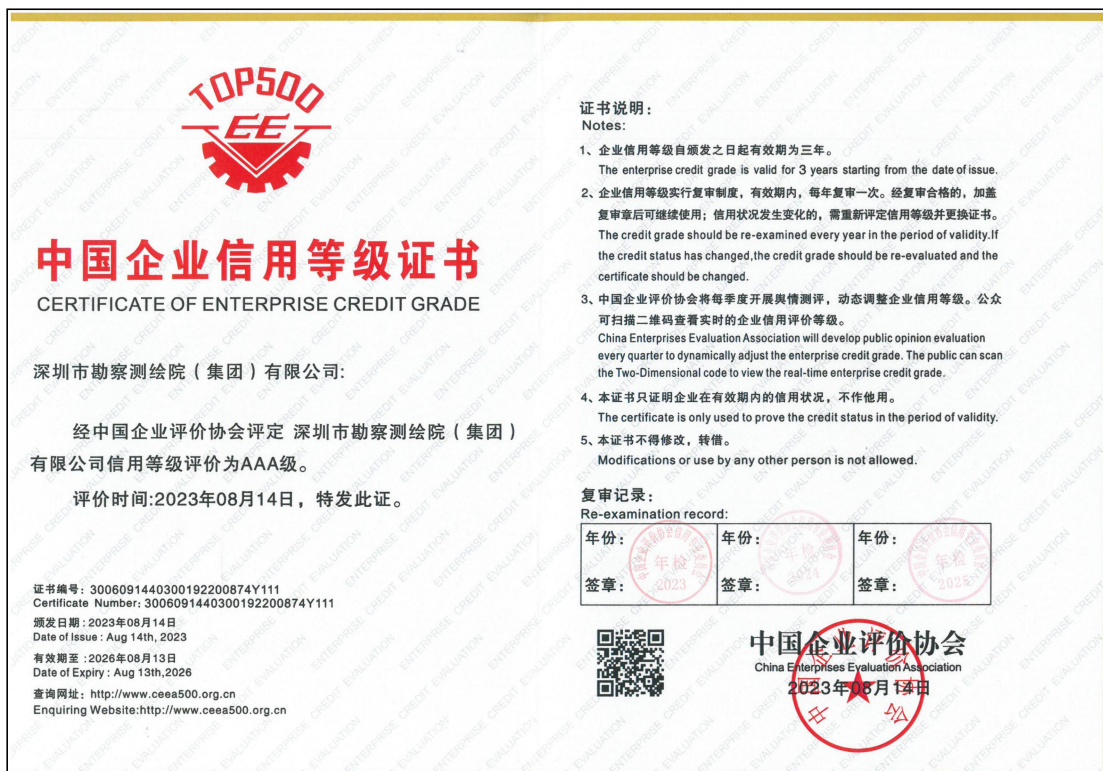 TOP500
EE
中国企业信用等级证书
CERTIFICATE OF ENTERPRISE CREDIT GRADE
深圳市勘察测绘院（集团）有限公司:
经中国企业评价协会评定 深圳市勘察测绘院（集团）
有限公司信用等级评价为AAA级。
评价时间:2023年08月14日，特发此证。
证书编号：3006091440300192200874Y111
Certificate Number: 3006091440300192200874Y111
颁发日期：2023年08月14日
Date of Issue : Aug 14th, 2023
有效期至：2026年08月13日
Date of Expiry : Aug 13th,2026
查询网址：http://www.ceea500.org.cn
Enquiring Website:http://www.ceea500.org.cn
证书说明：
Notes:
1、企业信用等级自颁发之日起有效期为三年。
The enterprise credit grade is valid for 3 years starting from the date of issue.
2、企业信用等级实行复审制度，有效期内，每年复审一次。经复审合格的，加盖
复审章后可继续使用；信用状况发生变化的，需重新评定信用等级并更换证书。
The credit grade should be re-examined every year in the period of validity.If
the credit status has changed,the credit grade should be re-evaluated and the
certificate should be changed.
3、中国企业评价协会将每季度开展舆情测评，动态调整企业信用等级。公众
可扫描二维码查看实时的企业信用评价等级。
China Enterprises Evaluation Association will develop public opinion evaluation
every quarter to dynamically adjust the enterprise credit grade. The public can scan
the Two-Dimensional code to view the real-time enterprise credit grade.
4、本证书只证明企业在有效期内的信用状况，不作他用。
The certificate is only used to prove the credit status in the period of validity.
5、本证书不得修改，转借。
Modifications or use by any other person is not allowed.
复审记录：
Re-examination record:
年份： 年份： 年份：
年检 年检 年检
2023 2024 2025
签章： 签章： 签章：
中国企业评价协会
China Enterprises Evaluation Association
2023年08月14日
中国企业评价协会
ENTERPRISE CREDIT EVALUATION